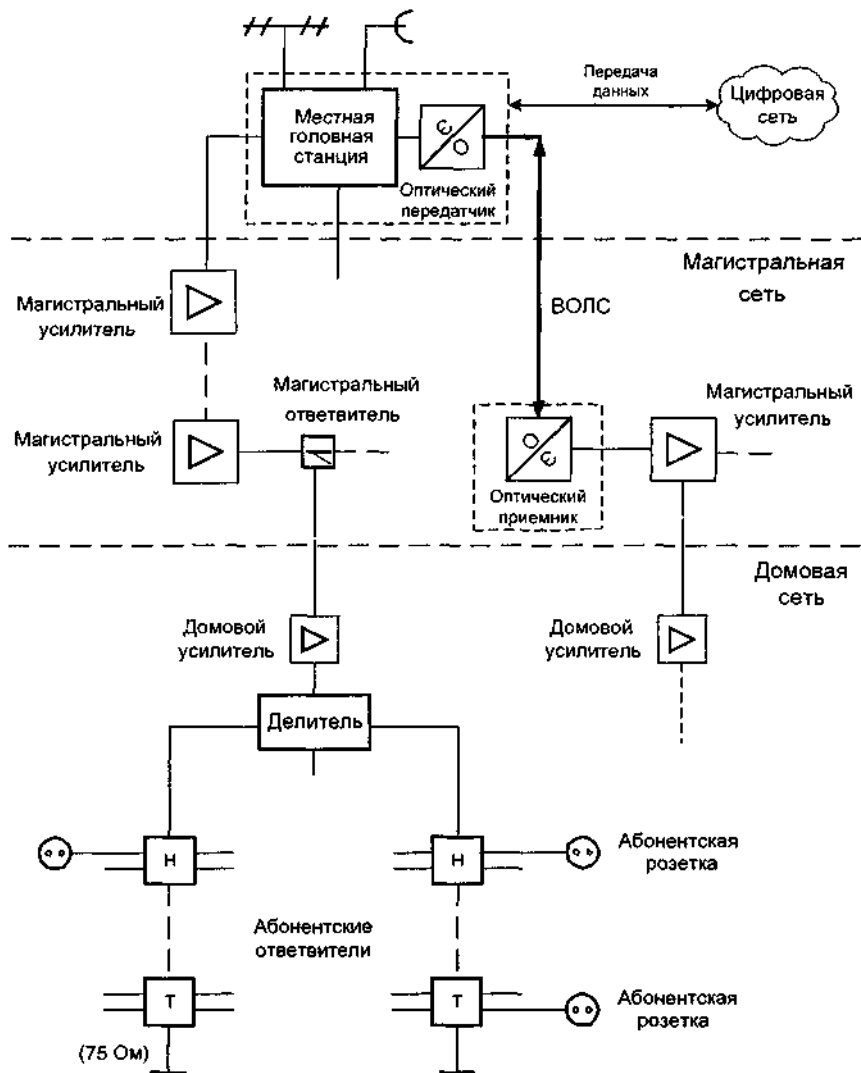 Передача
данных
Цифровая
сеть
Местная
головная
станция
Оптический
передатчик
Магистральная
сеть
Магистральный
усилитель
ВОЛС
Магистральный
ответвитель
Магистральный
усилитель
Магистральный
усилитель
Оптический
приемник
Домовая
сеть
Домовой
усилитель
Домовой
усилитель
Делитель
Н
Н
Абонентская
розетка
Абонентские
ответвители
Т
Т
Абонентская
розетка
(75 Ом)